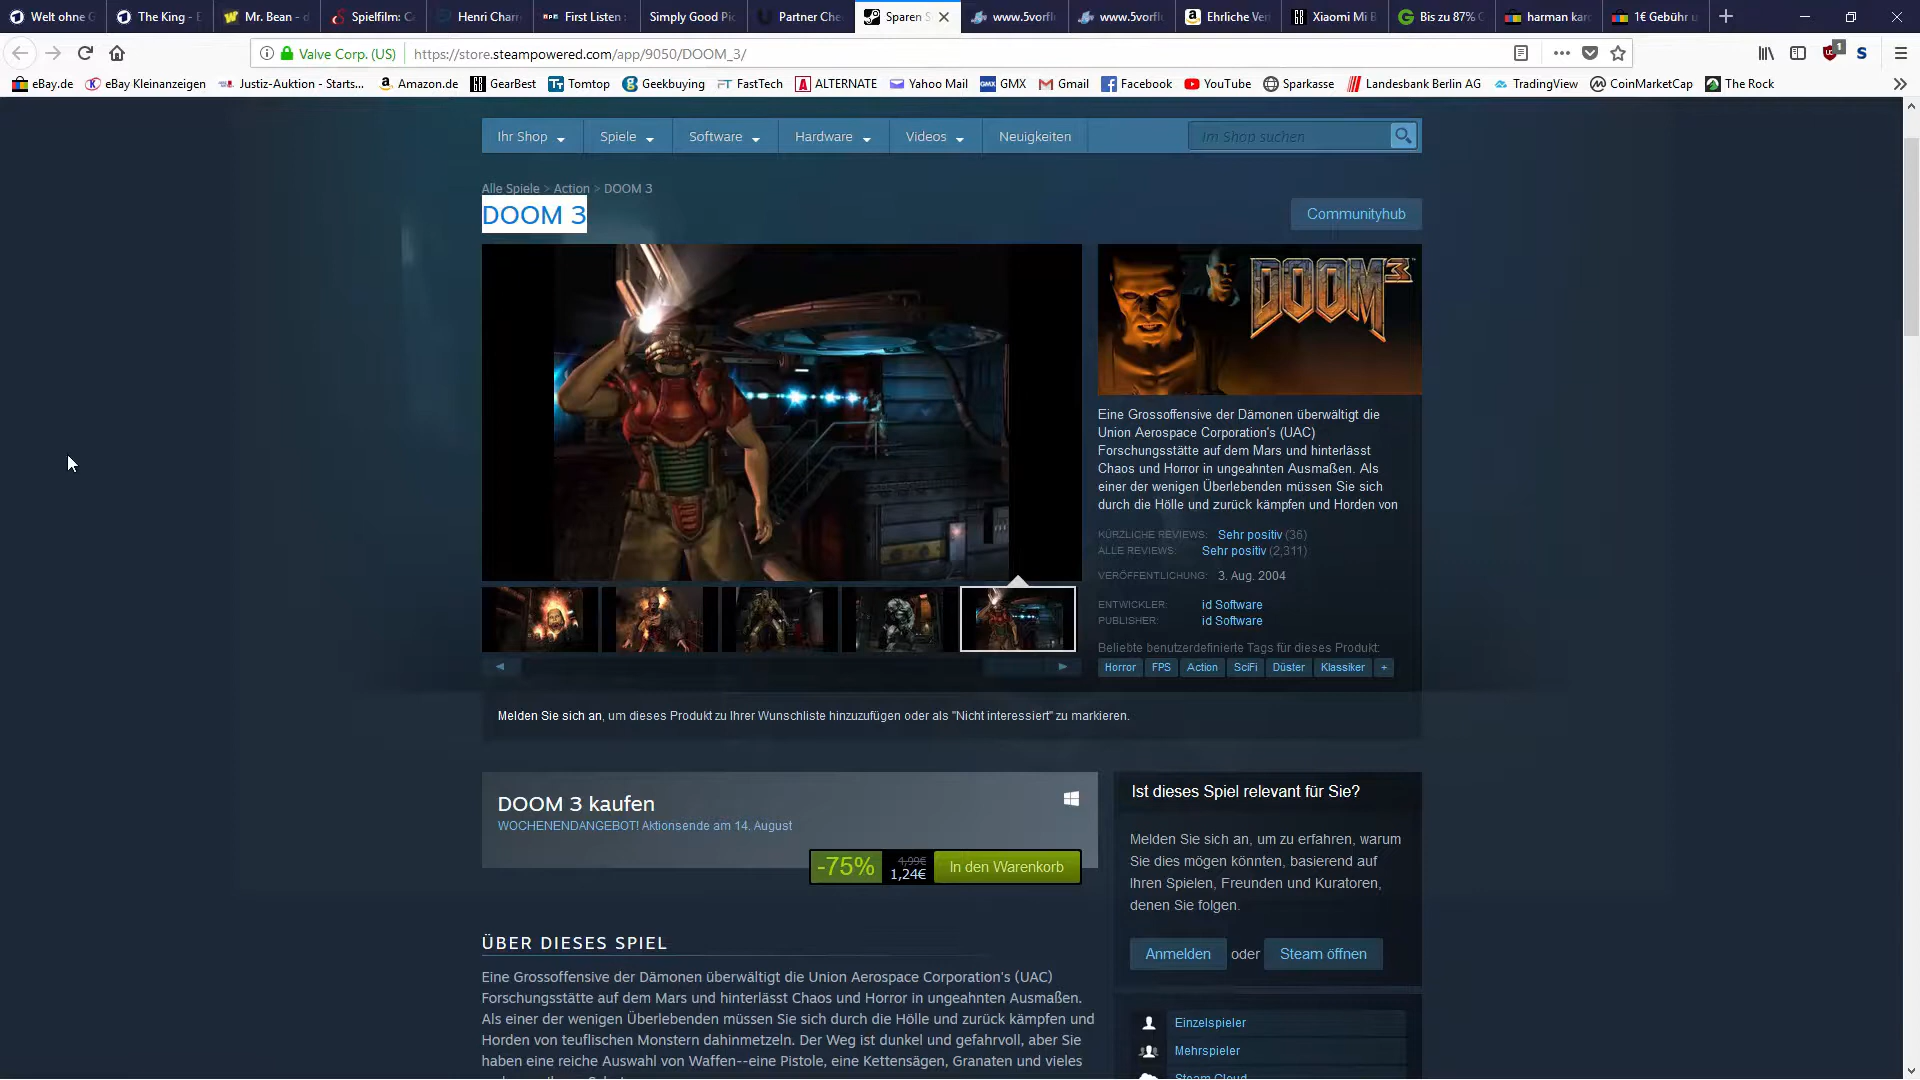 Welt ohne G
The King - E
Mr. Bean - d
Spielfilm: C
Henri Charr
First Listen :
Simply Good Pic
Partner Che
Sparen S
www.5vorfl
www.5vorfl
Ehrliche Ver
Xiaomi Mi B
Bis zu 87% C
harman kard
1€ Gebühr u
Valve Corp. (US)
https://store.steampowered.com/app/9050/DOOM_3/
1
S
eBay.de
eBay Kleinanzeigen
Justiz-Auktion - Starts...
Amazon.de
GearBest
Tomtop
Geekbuying
FastTech
ALTERNATE
Yahoo Mail
GMX
Gmail
Facebook
YouTube
Sparkasse
Landesbank Berlin AG
TradingView
CoinMarketCap
The Rock
Ihr Shop
Spiele
Software
Hardware
Videos
Neuigkeiten
Im Shop suchen
Alle Spiele > Action > DOOM 3
DOOM 3
Communityhub
DOOM 3
Eine Grossoffensive der Dämonen überwältigt die
Union Aerospace Corporation's (UAC)
Forschungsstätte auf dem Mars und hinterlässt
Chaos und Horror in ungeahnten Ausmaßen. Als
einer der wenigen Überlebenden müssen Sie sich
durch die Hölle und zurück kämpfen und Horden von
KÜRZLICHE REVIEWS: Sehr positiv (36)
ALLE REVIEWS: Sehr positiv (2,311)
VERÖFFENTLICHUNG: 3. Aug. 2004
ENTWICKLER: id Software
PUBLISHER: id Software
Beliebte benutzerdefinierte Tags für dieses Produkt:
Horror FPS Action SciFi Düster Klassiker +
Melden Sie sich an, um dieses Produkt zu Ihrer Wunschliste hinzuzufügen oder als "Nicht interessiert" zu markieren.
DOOM 3 kaufen
WOCHENENDANGEBOT! Aktionsende am 14. August
-75%
4,99€
1,24€
In den Warenkorb
Ist dieses Spiel relevant für Sie?
Melden Sie sich an, um zu erfahren, warum
Sie dies mögen könnten, basierend auf
Ihren Spielen, Freunden und Kuratoren,
denen Sie folgen.
Anmelden oder Steam öffnen
ÜBER DIESES SPIEL
Eine Grossoffensive der Dämonen überwältigt die Union Aerospace Corporation's (UAC)
Forschungsstätte auf dem Mars und hinterlässt Chaos und Horror in ungeahnten Ausmaßen.
Als einer der wenigen Überlebenden müssen Sie sich durch die Hölle und zurück kämpfen und
Horden von teuflischen Monstern dahinmetzeln. Der Weg ist dunkel und gefahrvoll, aber Sie
haben eine reiche Auswahl von Waffen--eine Pistole, eine Kettensägen, Granaten und vieles
Einzelspieler
Mehrspieler
Steam Cloud